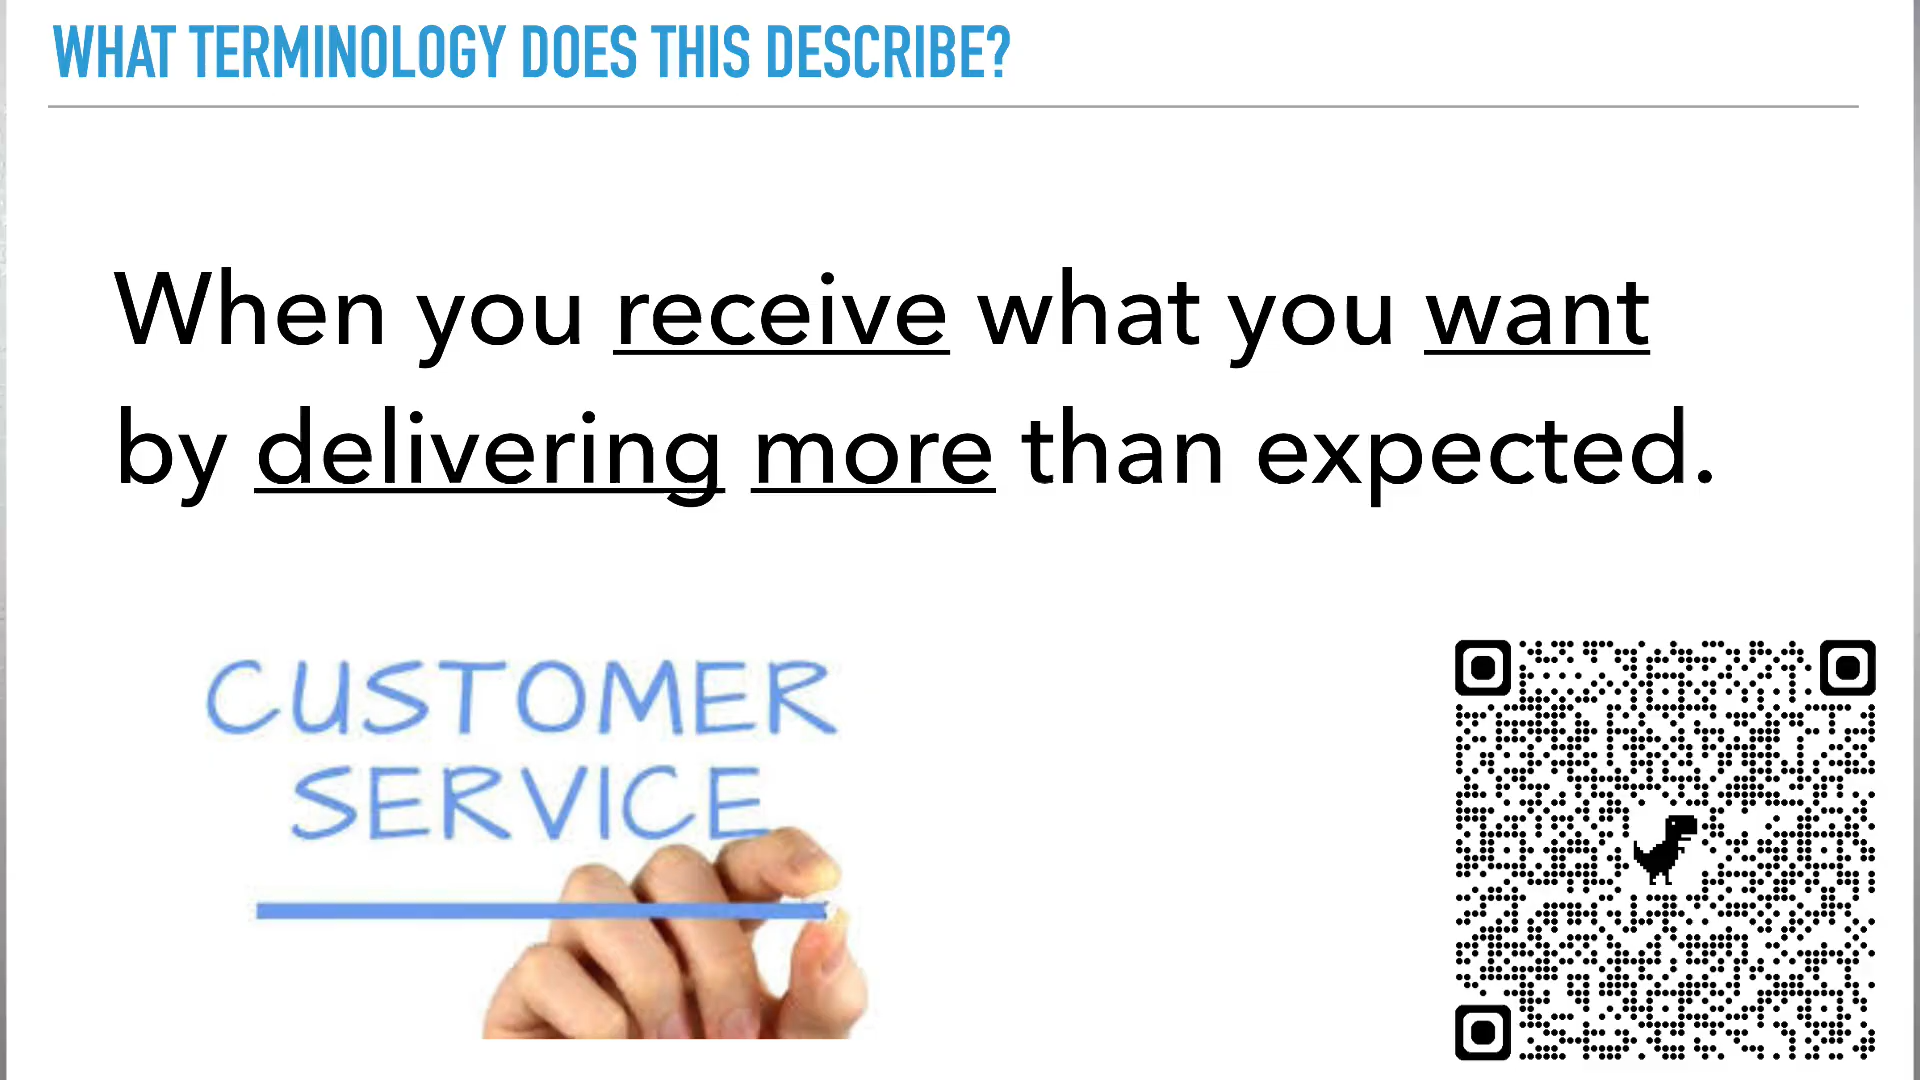 WHAT TERMINOLOGY DOES THIS DESCRIBE?
When you receive what you want
by delivering more than expected.
CUSTOMER
SERVICE